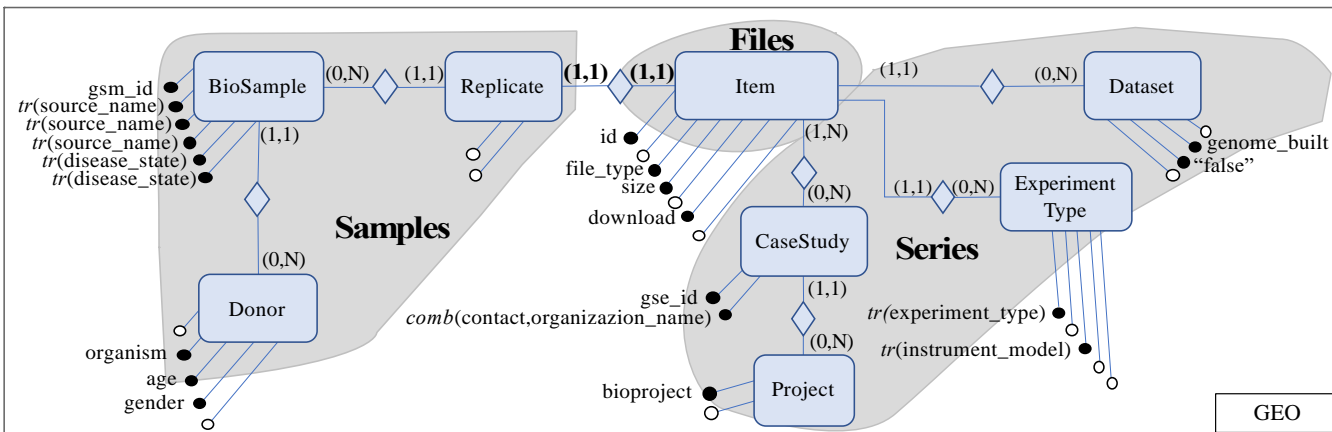 Files
(0,N)
(1,1)
(1,1)
(1,1)
(1,1)
(0,N)
BioSample
Replicate
Item
Dataset
gsm_id
tr(source_name)
tr(source_name)
tr(source_name)
tr(disease_state)
tr(disease_state)
(1,1)
(1,N)
id
file_type
size
download
genome_built
“false”
(1,1)
(0,N)
Experiment
Type
(0,N)
Samples
CaseStudy
Series
(0,N)
Donor
(1,1)
gse_id
comb(contact,organizazion_name)
tr(experiment_type)
tr(instrument_model)
organism
age
gender
(0,N)
bioproject
Project
GEO